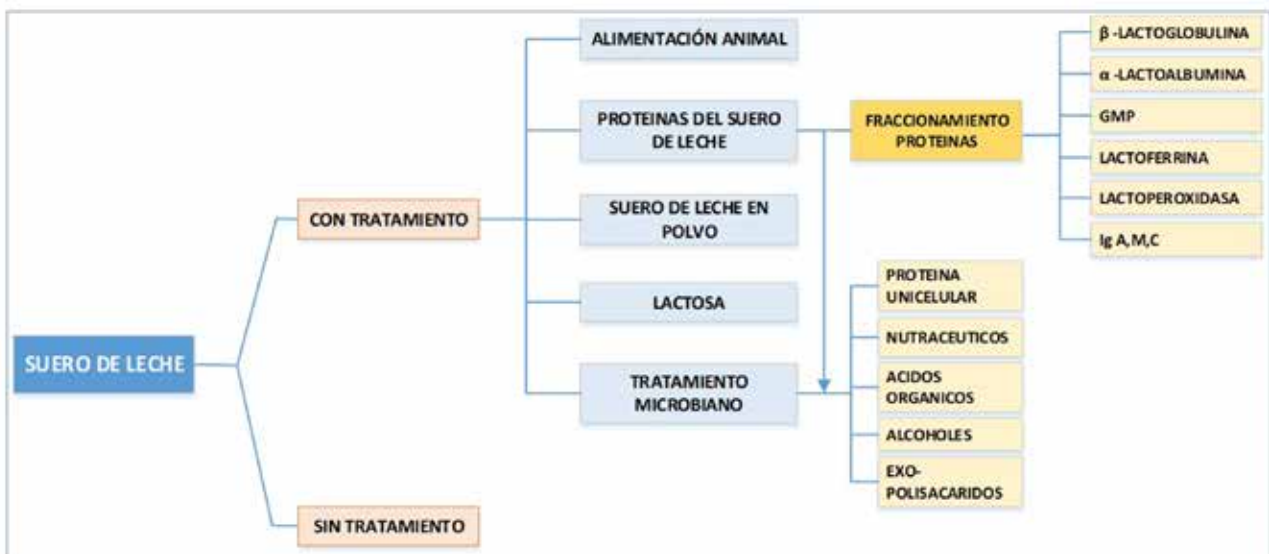 SUERO DE LECHE
CON TRATAMIENTO
SIN TRATAMIENTO
ALIMENTACIÓN ANIMAL
PROTEINAS DEL SUERO
DE LECHE
SUERO DE LECHE EN
POLVO
LACTOSA
TRATAMIENTO
MICROBIANO
FRACCIONAMIENTO
PROTEINAS
β -LACTOGLOBULINA
α -LACTOALBUMINA
GMP
LACTOFERRINA
LACTOPEROXIDASA
Ig A,M,C
PROTEINA
UNICELULAR
NUTRACEUTICOS
ACIDOS
ORGANICOS
ALCOHOLES
EXO-
POLISACARIDOS